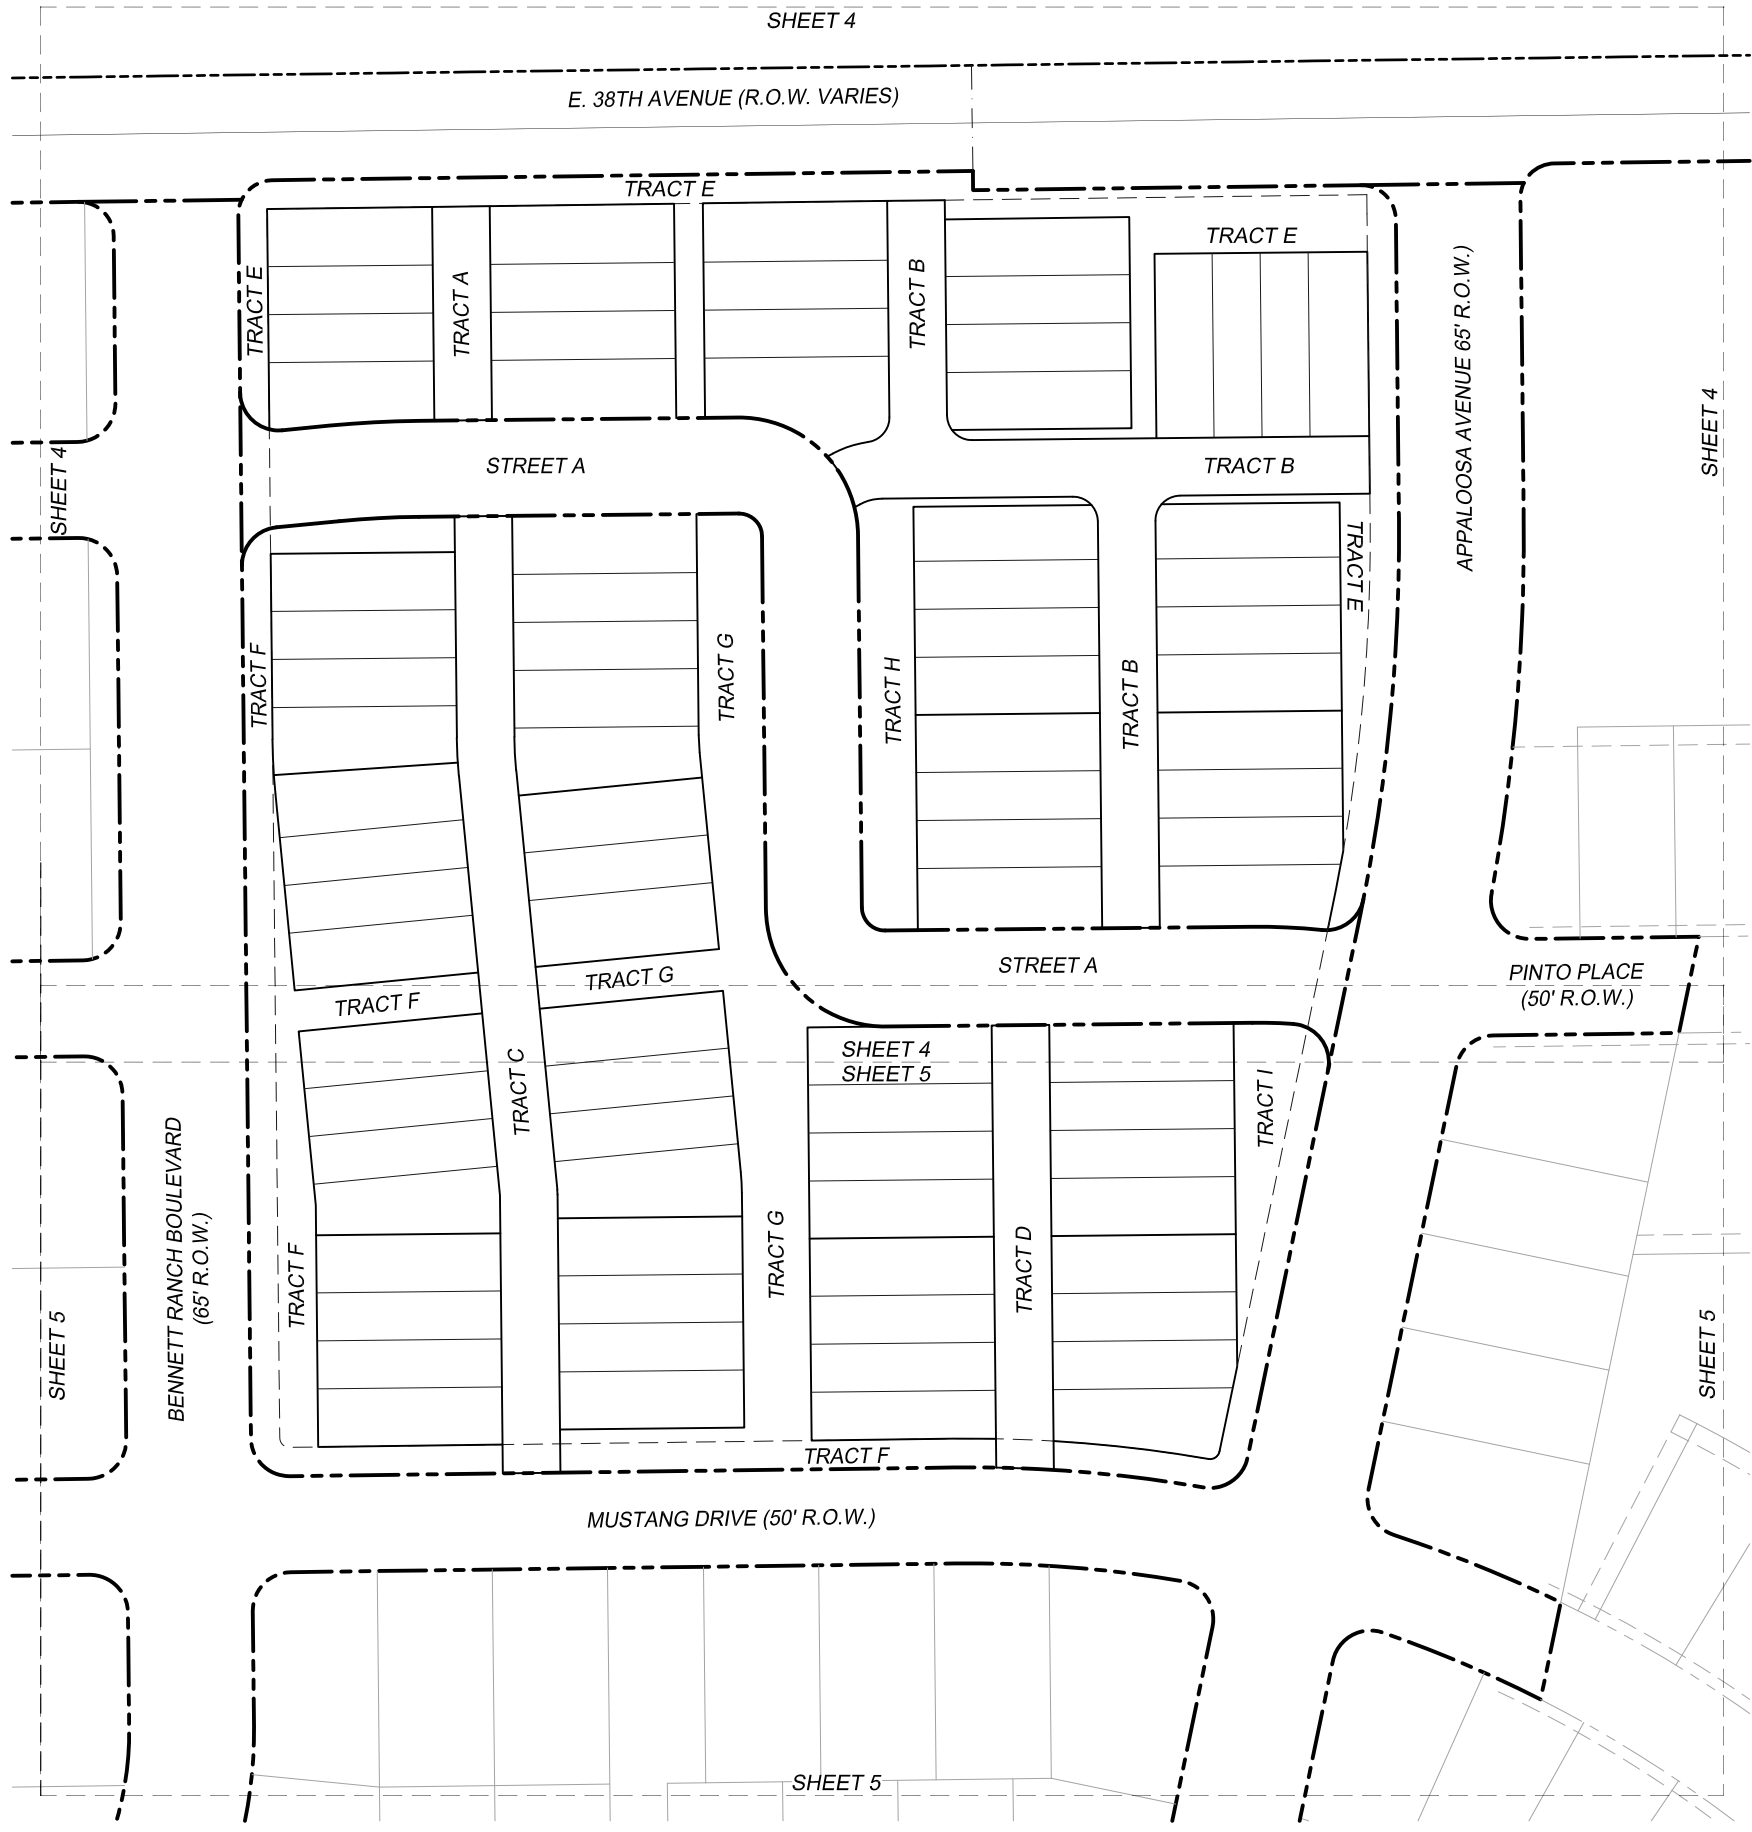 SHEET 4
E. 38TH AVENUE (R.O.W. VARIES)
TRACT E
TRACT E
TRACT E
TRACT A
TRACT B
APPALOOSA AVENUE 65' R.O.W.)
SHEET 4
SHEET 4
STREET A
TRACT B
TRACT E
TRACT F
TRACT G
TRACT H
TRACT B
STREET A
PINTO PLACE
(50' R.O.W.)
TRACT G
TRACT F
SHEET 4
SHEET 5
TRACT C
TRACT I
BENNETT RANCH BOULEVARD
(65' R.O.W.)
TRACT F
TRACT G
TRACT D
SHEET 5
SHEET 5
TRACT F
MUSTANG DRIVE (50' R.O.W.)
SHEET 5